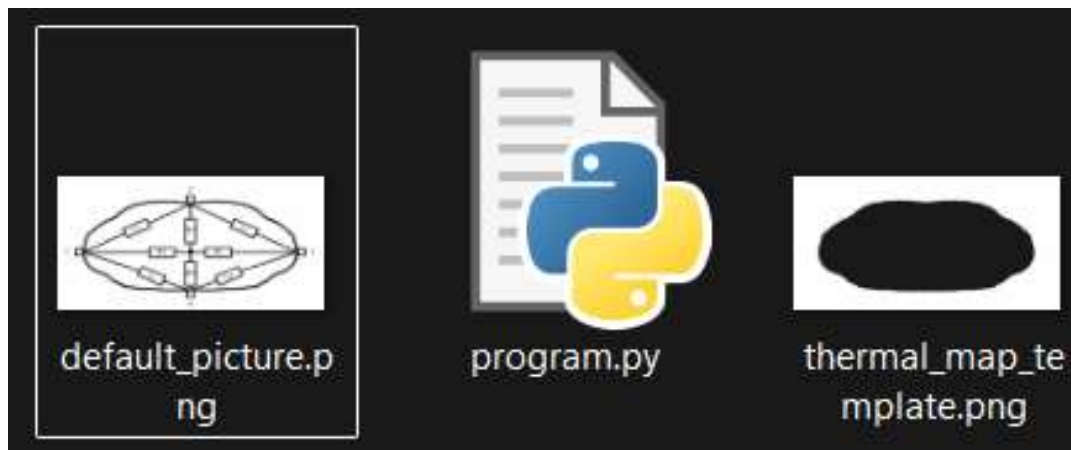 default_picture.p
ng
program.py
thermal_map_te
mplate.png